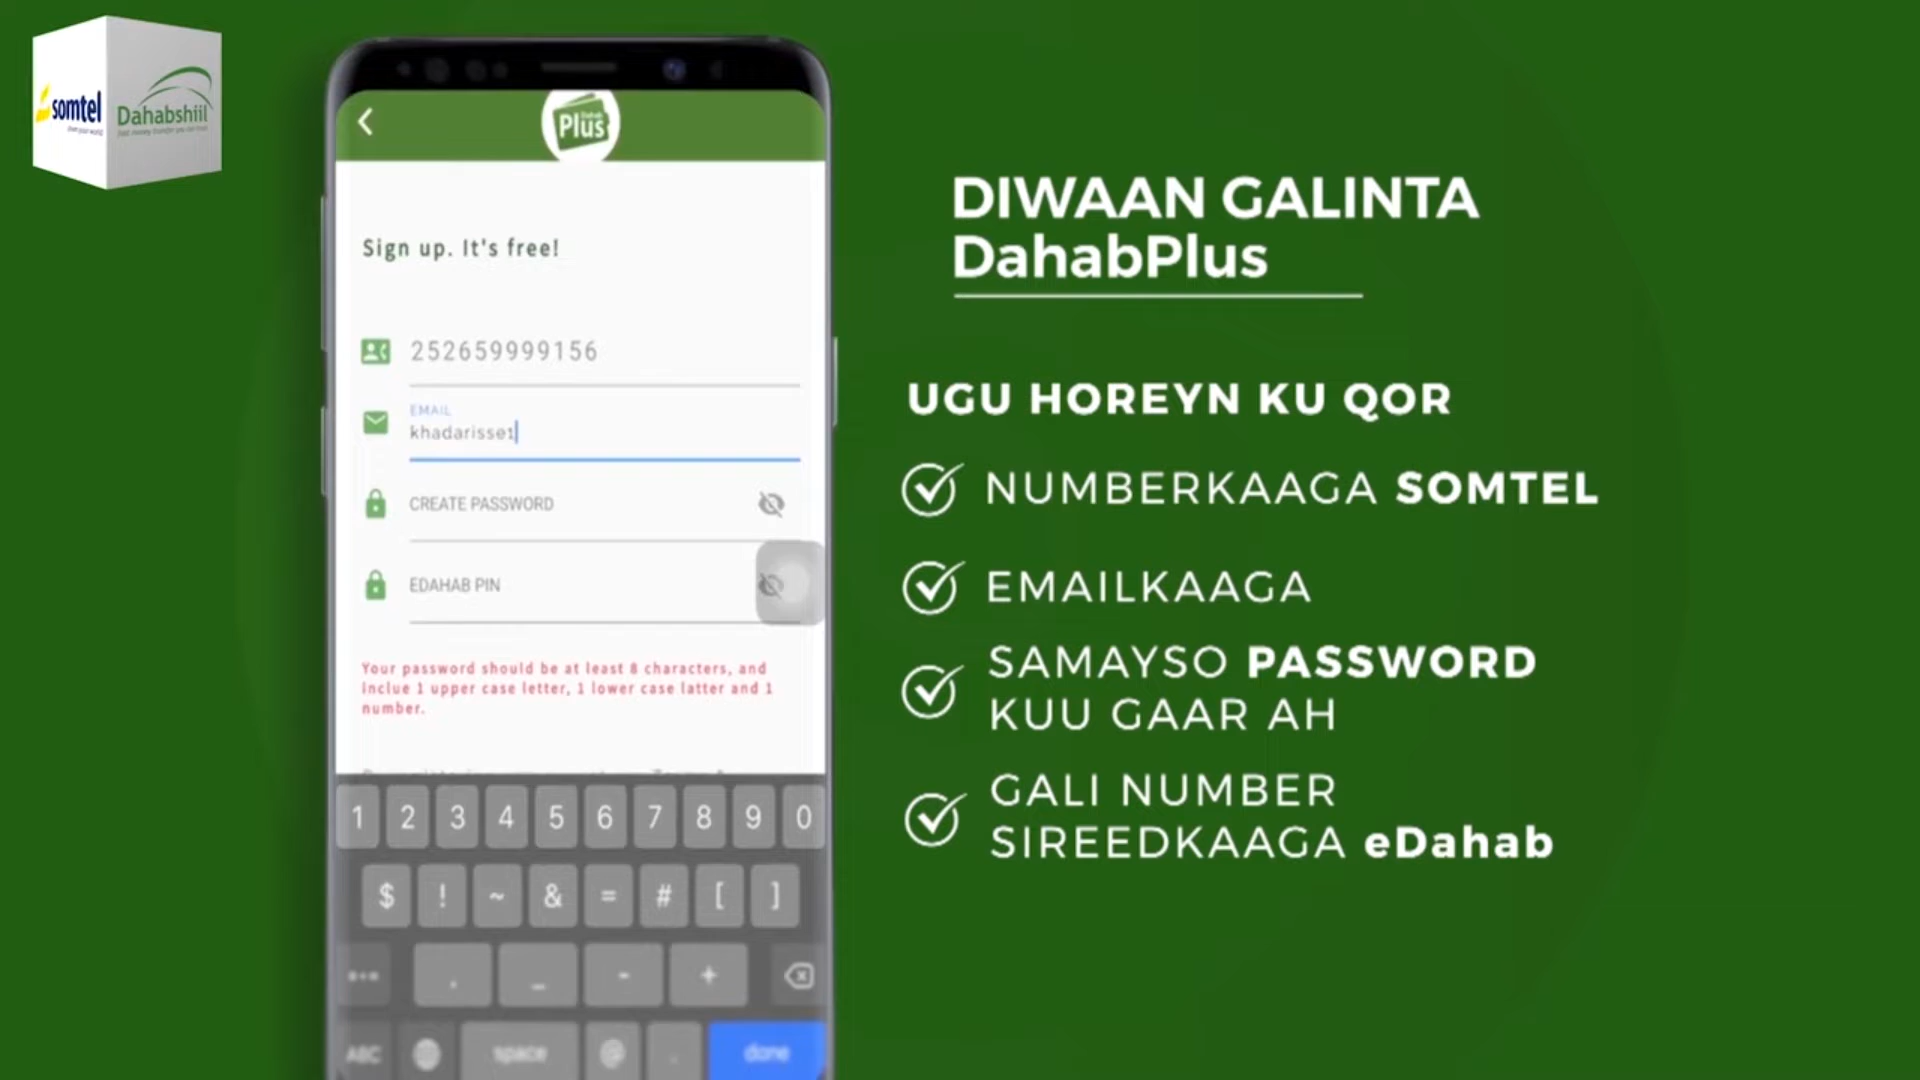 somtel
Dahabshiil
Dahab
Plus
Sign up. It's free!
252659999156
EMAIL
khadarisse1
CREATE PASSWORD
EDAHAB PIN
Your password should be at least 8 characters, and
inclue 1 upper case letter, 1 lower case latter and 1
number.
1 2 3 4 5 6 7 8 9 0
$ ! ~ & = # [ ]
. _ - +
ABC space @ . done
DIWAAN GALINTA
DahabPlus
UGU HOREYN KU QOR
NUMBERKAAGA SOMTEL
EMAILKAAGA
SAMAYSO PASSWORD
KUU GAAR AH
GALI NUMBER
SIREEDKAAGA eDahab